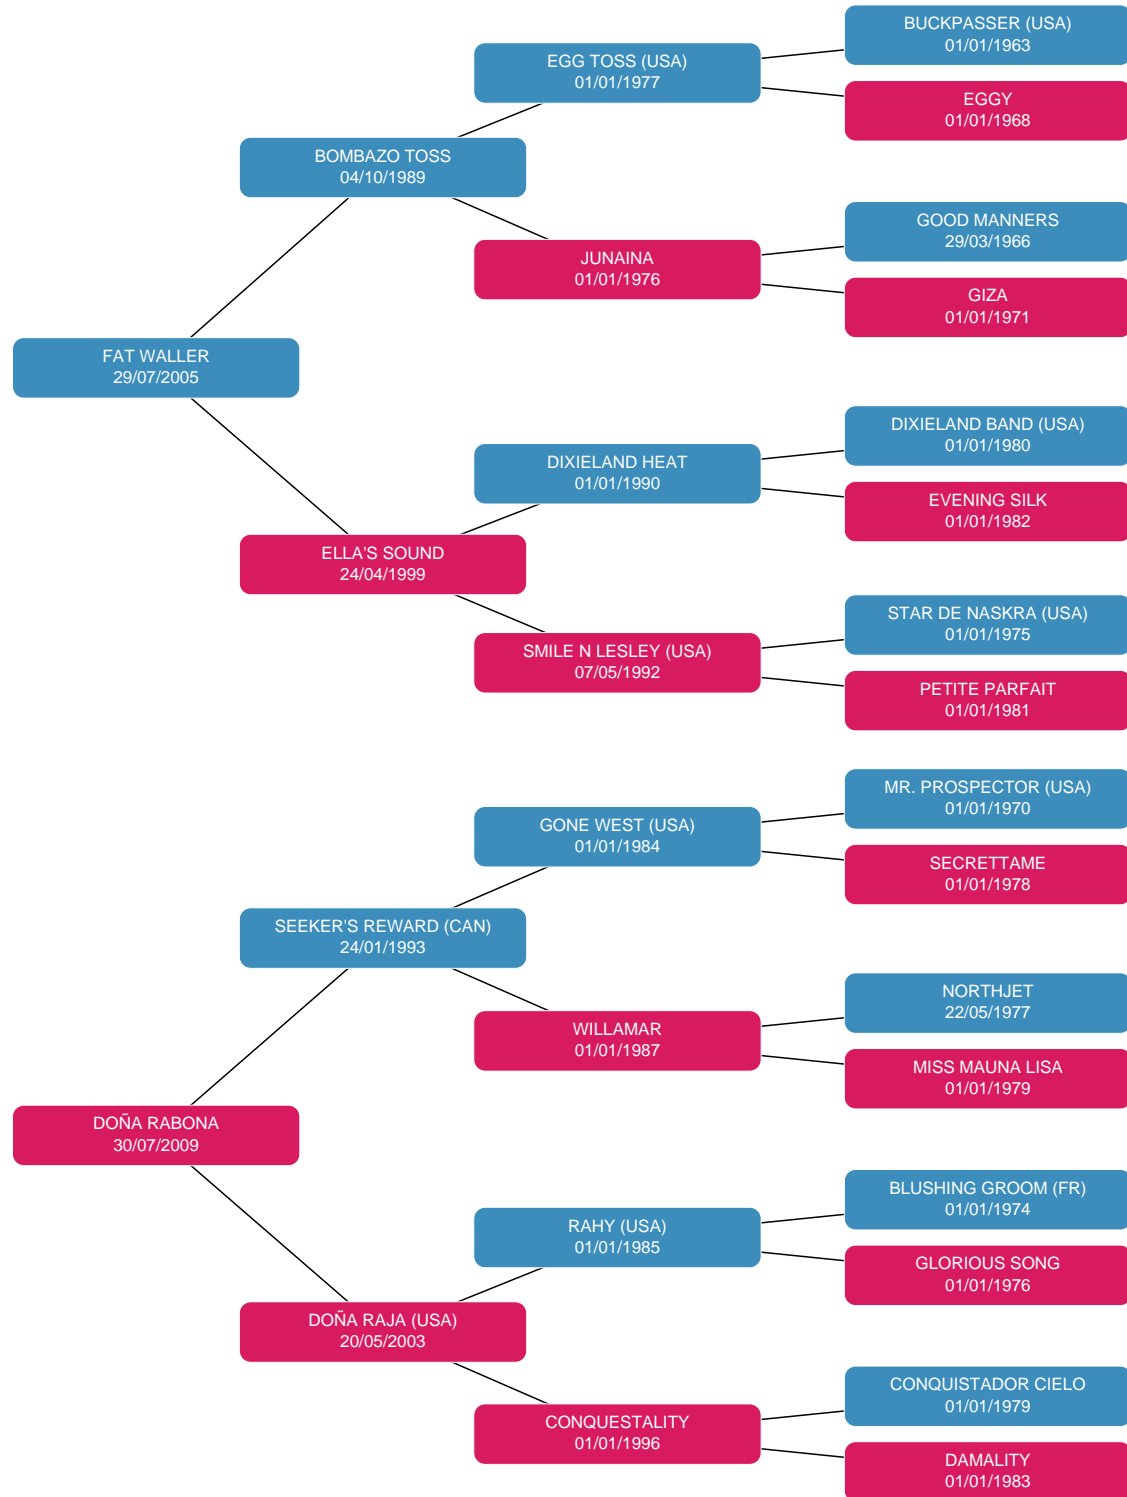 BUCKPASSER (USA)
01/01/1963
EGG TOSS (USA)
01/01/1977
EGGY
01/01/1968
BOMBAZO TOSS
04/10/1989
GOOD MANNERS
29/03/1966
JUNAINA
01/01/1976
GIZA
01/01/1971
FAT WALLER
29/07/2005
DIXIELAND BAND (USA)
01/01/1980
DIXIELAND HEAT
01/01/1990
EVENING SILK
01/01/1982
ELLA'S SOUND
24/04/1999
STAR DE NASKRA (USA)
01/01/1975
SMILE N LESLEY (USA)
07/05/1992
PETITE PARFAIT
01/01/1981
MR. PROSPECTOR (USA)
01/01/1970
GONE WEST (USA)
01/01/1984
SECRETTAME
01/01/1978
SEEKER'S REWARD (CAN)
24/01/1993
NORTHJET
22/05/1977
WILLAMAR
01/01/1987
MISS MAUNA LISA
01/01/1979
DOÑA RABONA
30/07/2009
BLUSHING GROOM (FR)
01/01/1974
RAHY (USA)
01/01/1985
GLORIOUS SONG
01/01/1976
DOÑA RAJA (USA)
20/05/2003
CONQUISTADOR CIELO
01/01/1979
CONQUESTALITY
01/01/1996
DAMALITY
01/01/1983